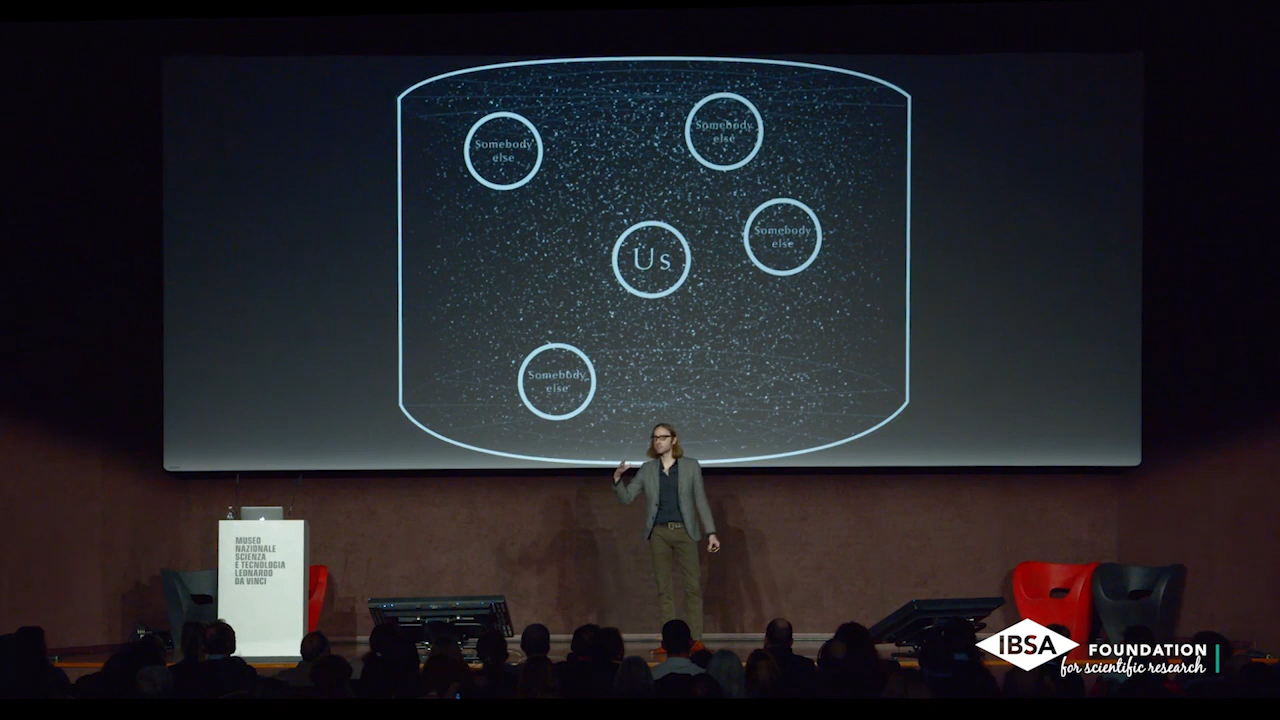 Somebody
else
Somebody
else
Somebody
else
Us
Somebody
else
MUSEO
NAZIONALE
SCIENZA
E TECNOLOGIA
LEONARDO
DA VINCI
IBSA
FOUNDATION
for scientific research